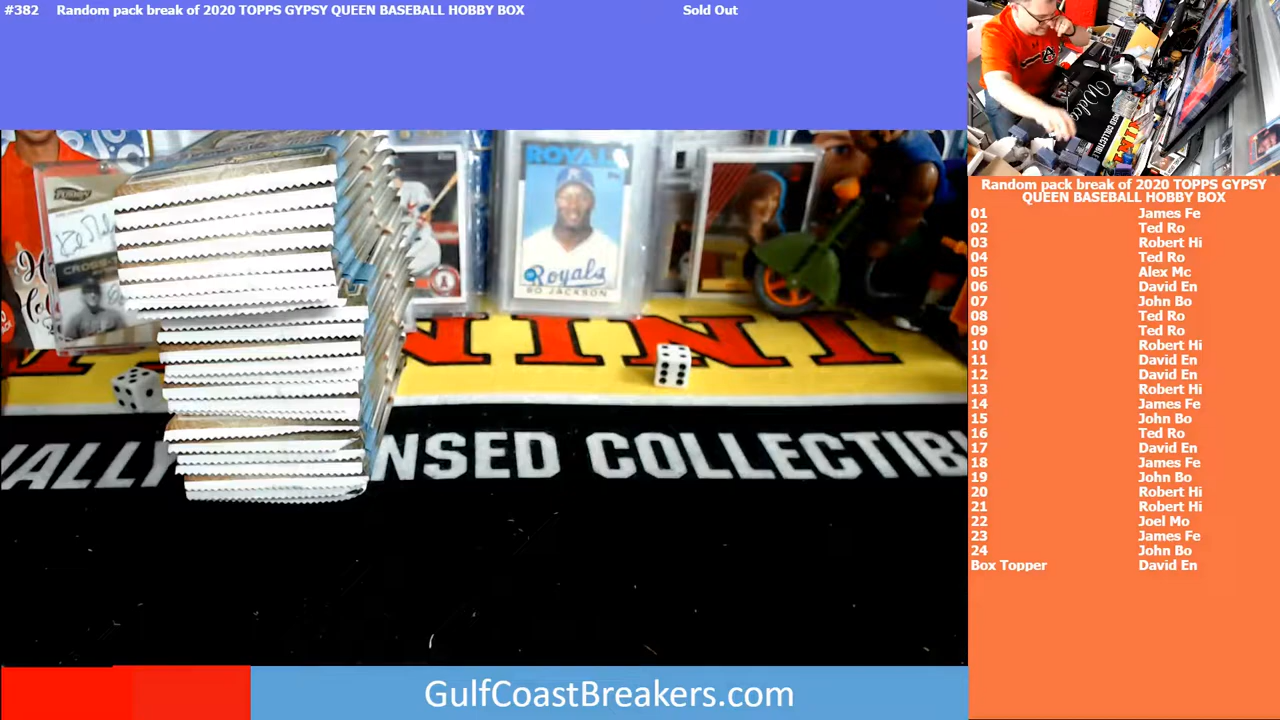 #382 Random pack break of 2020 TOPPS GYPSY QUEEN BASEBALL HOBBY BOX Sold Out
ROYALS
Royals
BO JACKSON
CROSS
NINI
ALLY
NSED COLLECTIB
Random pack break of 2020 TOPPS GYPSY
QUEEN BASEBALL HOBBY BOX
01 James Fe
02 Ted Ro
03 Robert Hi
04 Ted Ro
05 Alex Mc
06 David En
07 John Bo
08 Ted Ro
09 Ted Ro
10 Robert Hi
11 David En
12 David En
13 Robert Hi
14 James Fe
15 John Bo
16 Ted Ro
17 David En
18 James Fe
19 John Bo
20 Robert Hi
21 Robert Hi
22 Joel Mo
23 James Fe
24 John Bo
Box Topper David En
GulfCoastBreakers.com